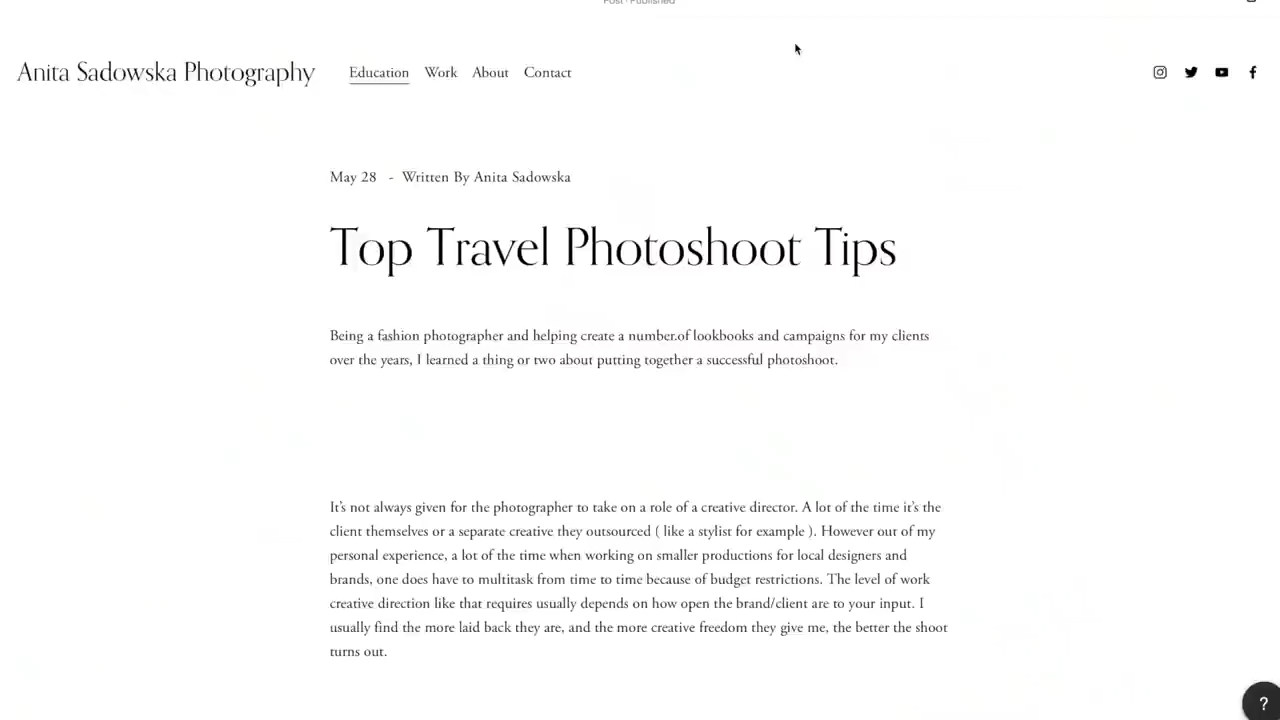 Post · Published
Anita Sadowska Photography
Education
Work
About
Contact
May 28 - Written By Anita Sadowska
Top Travel Photoshoot Tips
Being a fashion photographer and helping create a number.of lookbooks and campaigns for my clients
over the years, I learned a thing or two about putting together a successful photoshoot.
It’s not always given for the photographer to take on a role of a creative director. A lot of the time it’s the
client themselves or a separate creative they outsourced ( like a stylist for example ). However out of my
personal experience, a lot of the time when working on smaller productions for local designers and
brands, one does have to multitask from time to time because of budget restrictions. The level of work
creative direction like that requires usually depends on how open the brand/client are to your input. I
usually find the more laid back they are, and the more creative freedom they give me, the better the shoot
turns out.
?